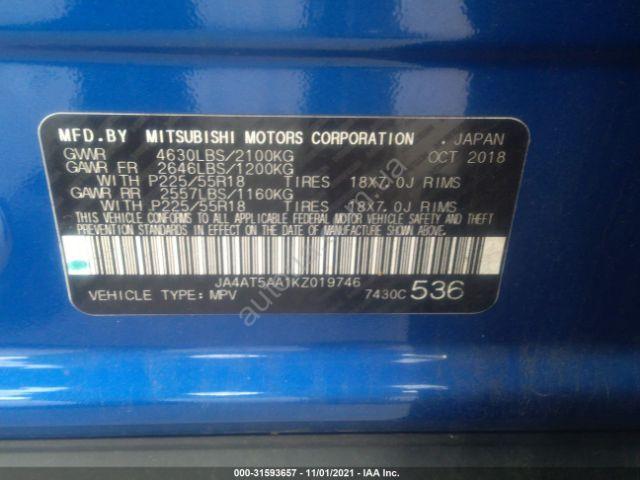 MFD.BY MITSUBISHI MOTORS CORPORATION . JAPAN
GVWR 4630LBS/2100KG OCT 2018
GAWR FR 2646LBS/1200KG
WITH P225/55R18 TIRES 18X7.0J RIMS
GAWR RR 2557LBS/1160KG
WITH P225/55R18 TIRES 18X7.0J RIMS
THIS VEHICLE CONFORMS TO ALL APPLICABLE FEDERAL MOTOR VEHICLE SAFETY AND THEFT
PREVENTION STANDARDS IN EFFECT ON THE DATE OF MANUFACTURE SHOWN ABOVE.
JA4AT5AA1KZ019746
VEHICLE TYPE: MPV 7430C 536
000-31593657 - 11/01/2021 - IAA Inc.